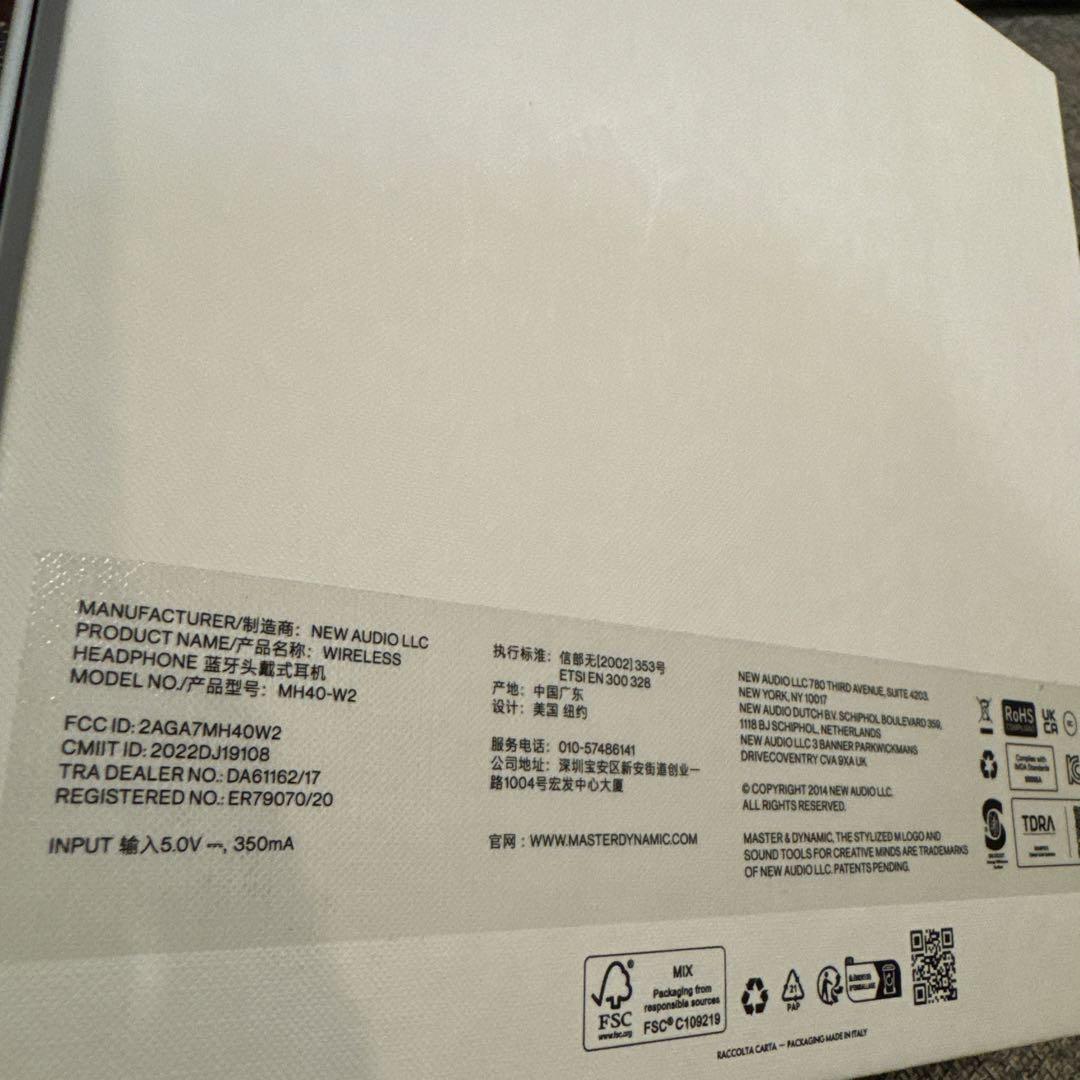 MANUFACTURER/制造商：NEW AUDIO LLC
PRODUCT NAME/产品名称：WIRELESS
HEADPHONE 蓝牙头戴式耳机
MODEL NO./产品型号：MH40-W2
FCC ID: 2AGA7MH40W2
CMIIT ID: 2022DJ19108
TRA DEALER NO.: DA61162/17
REGISTERED NO.: ER79070/20
INPUT 输入5.0V ⎓, 350mA
执行标准：信部无[2002]353号
ETSI EN 300 328
产地：中国广东
设计：美国 纽约
服务电话：010-57486141
公司地址：深圳宝安区新安街道创业一
路1004号宏发中心大厦
官网：WWW.MASTERDYNAMIC.COM
NEW AUDIO LLC 780 THIRD AVENUE, SUITE 4203.
NEW YORK, NY 10017
NEW AUDIO DUTCH B.V. SCHIPHOL BOULEVARD 359,
1118 BJ SCHIPHOL, NETHERLANDS
NEW AUDIO LLC 3 BANNER PARKWICKMANS
DRIVECOVENTRY CV4 9XA UK
© COPYRIGHT 2014 NEW AUDIO LLC.
ALL RIGHTS RESERVED.
MASTER & DYNAMIC, THE STYLIZED M LOGO AND
SOUND TOOLS FOR CREATIVE MINDS ARE TRADEMARKS
OF NEW AUDIO LLC. PATENTS PENDING.
RoHS
UK
CA
Complies with
IMDA Standards
TDRA
FSC
www.fsc.org
MIX
Packaging from
responsible sources
FSC® C109219
21
PAP
ÉLÉMENTS
D'EMBALLAGE
RACCOLTA CARTA – PACKAGING MADE IN ITALY